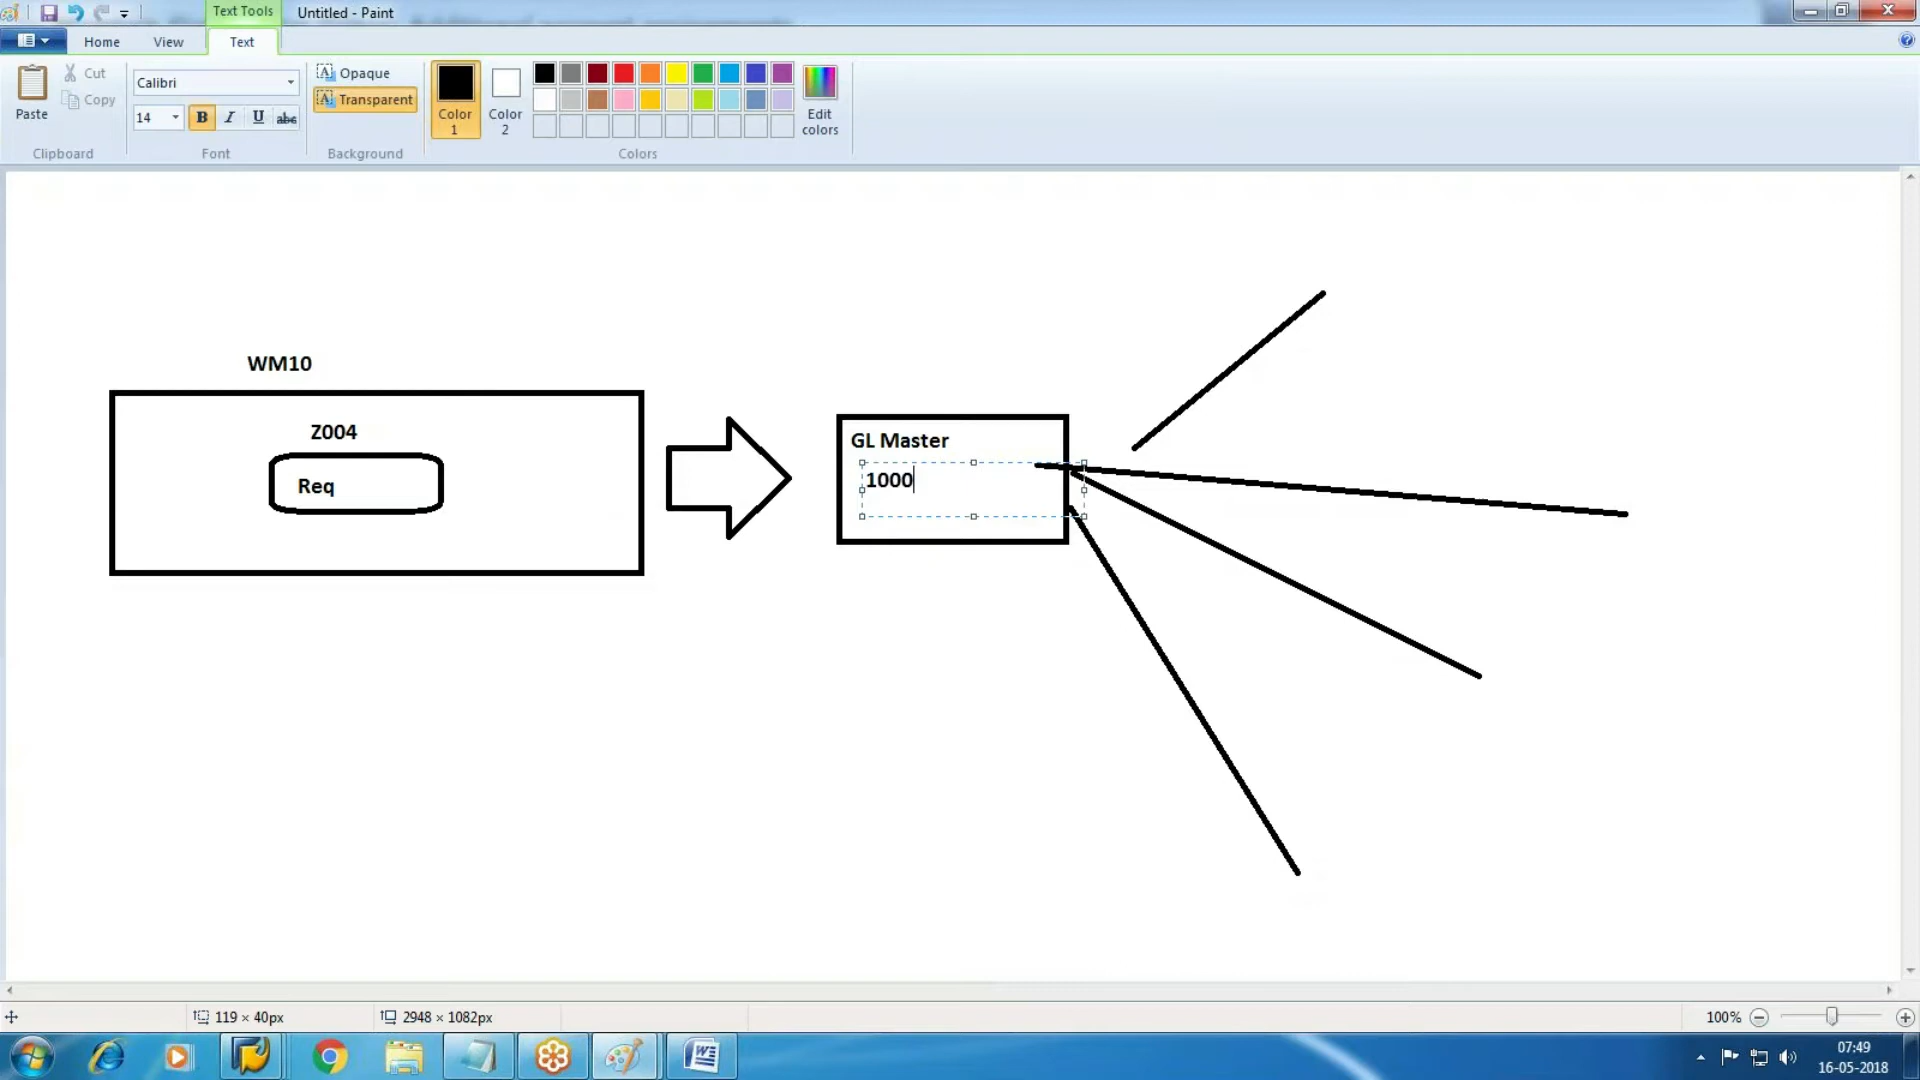 Text Tools
Untitled - Paint
Home
View
Text
Paste
Cut
Copy
Clipboard
Calibri
14
B
I
U
abc
Font
Opaque
Transparent
Background
Color
1
Color
2
Edit
colors
Colors
WM10
Z004
Req
GL Master
1000
119 × 40px
2948 × 1082px
100%
07:49
16-05-2018